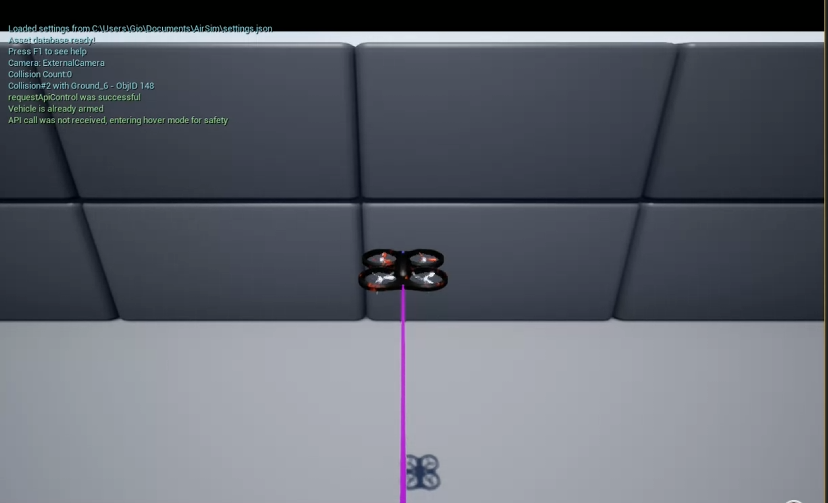 Loaded settings from C:\Users\Gio\Documents\AirSim\settings.json
Asset database ready!
Press F1 to see help
Camera: ExternalCamera
Collision Count:0
Collision#2 with Ground_6 - ObjID 148
requestApiControl was successful
Vehicle is already armed
API call was not received, entering hover mode for safety